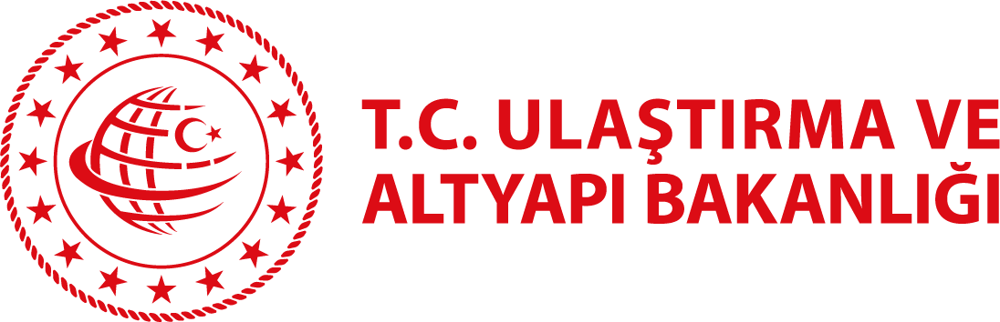 T.C. ULAŞTIRMA VE
ALTYAPI BAKANLIĞI